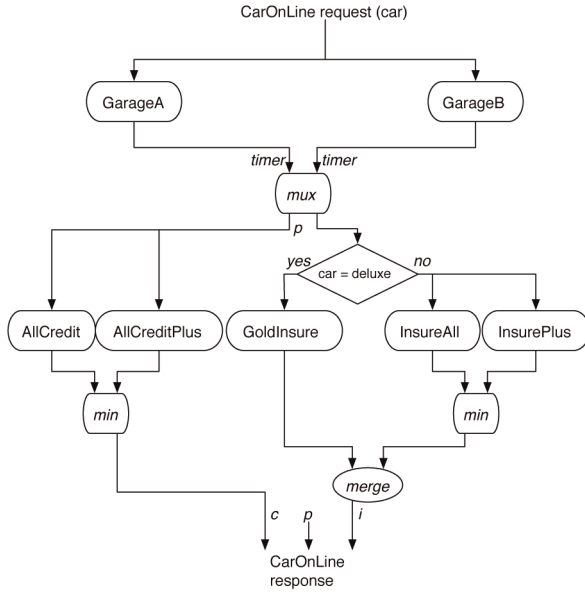 CarOnLine request (car)
GarageA
GarageB
timer
timer
mux
p
yes
car = deluxe
no
AllCredit
AllCreditPlus
GoldInsure
InsureAll
InsurePlus
min
min
merge
c
p
i
CarOnLine
response